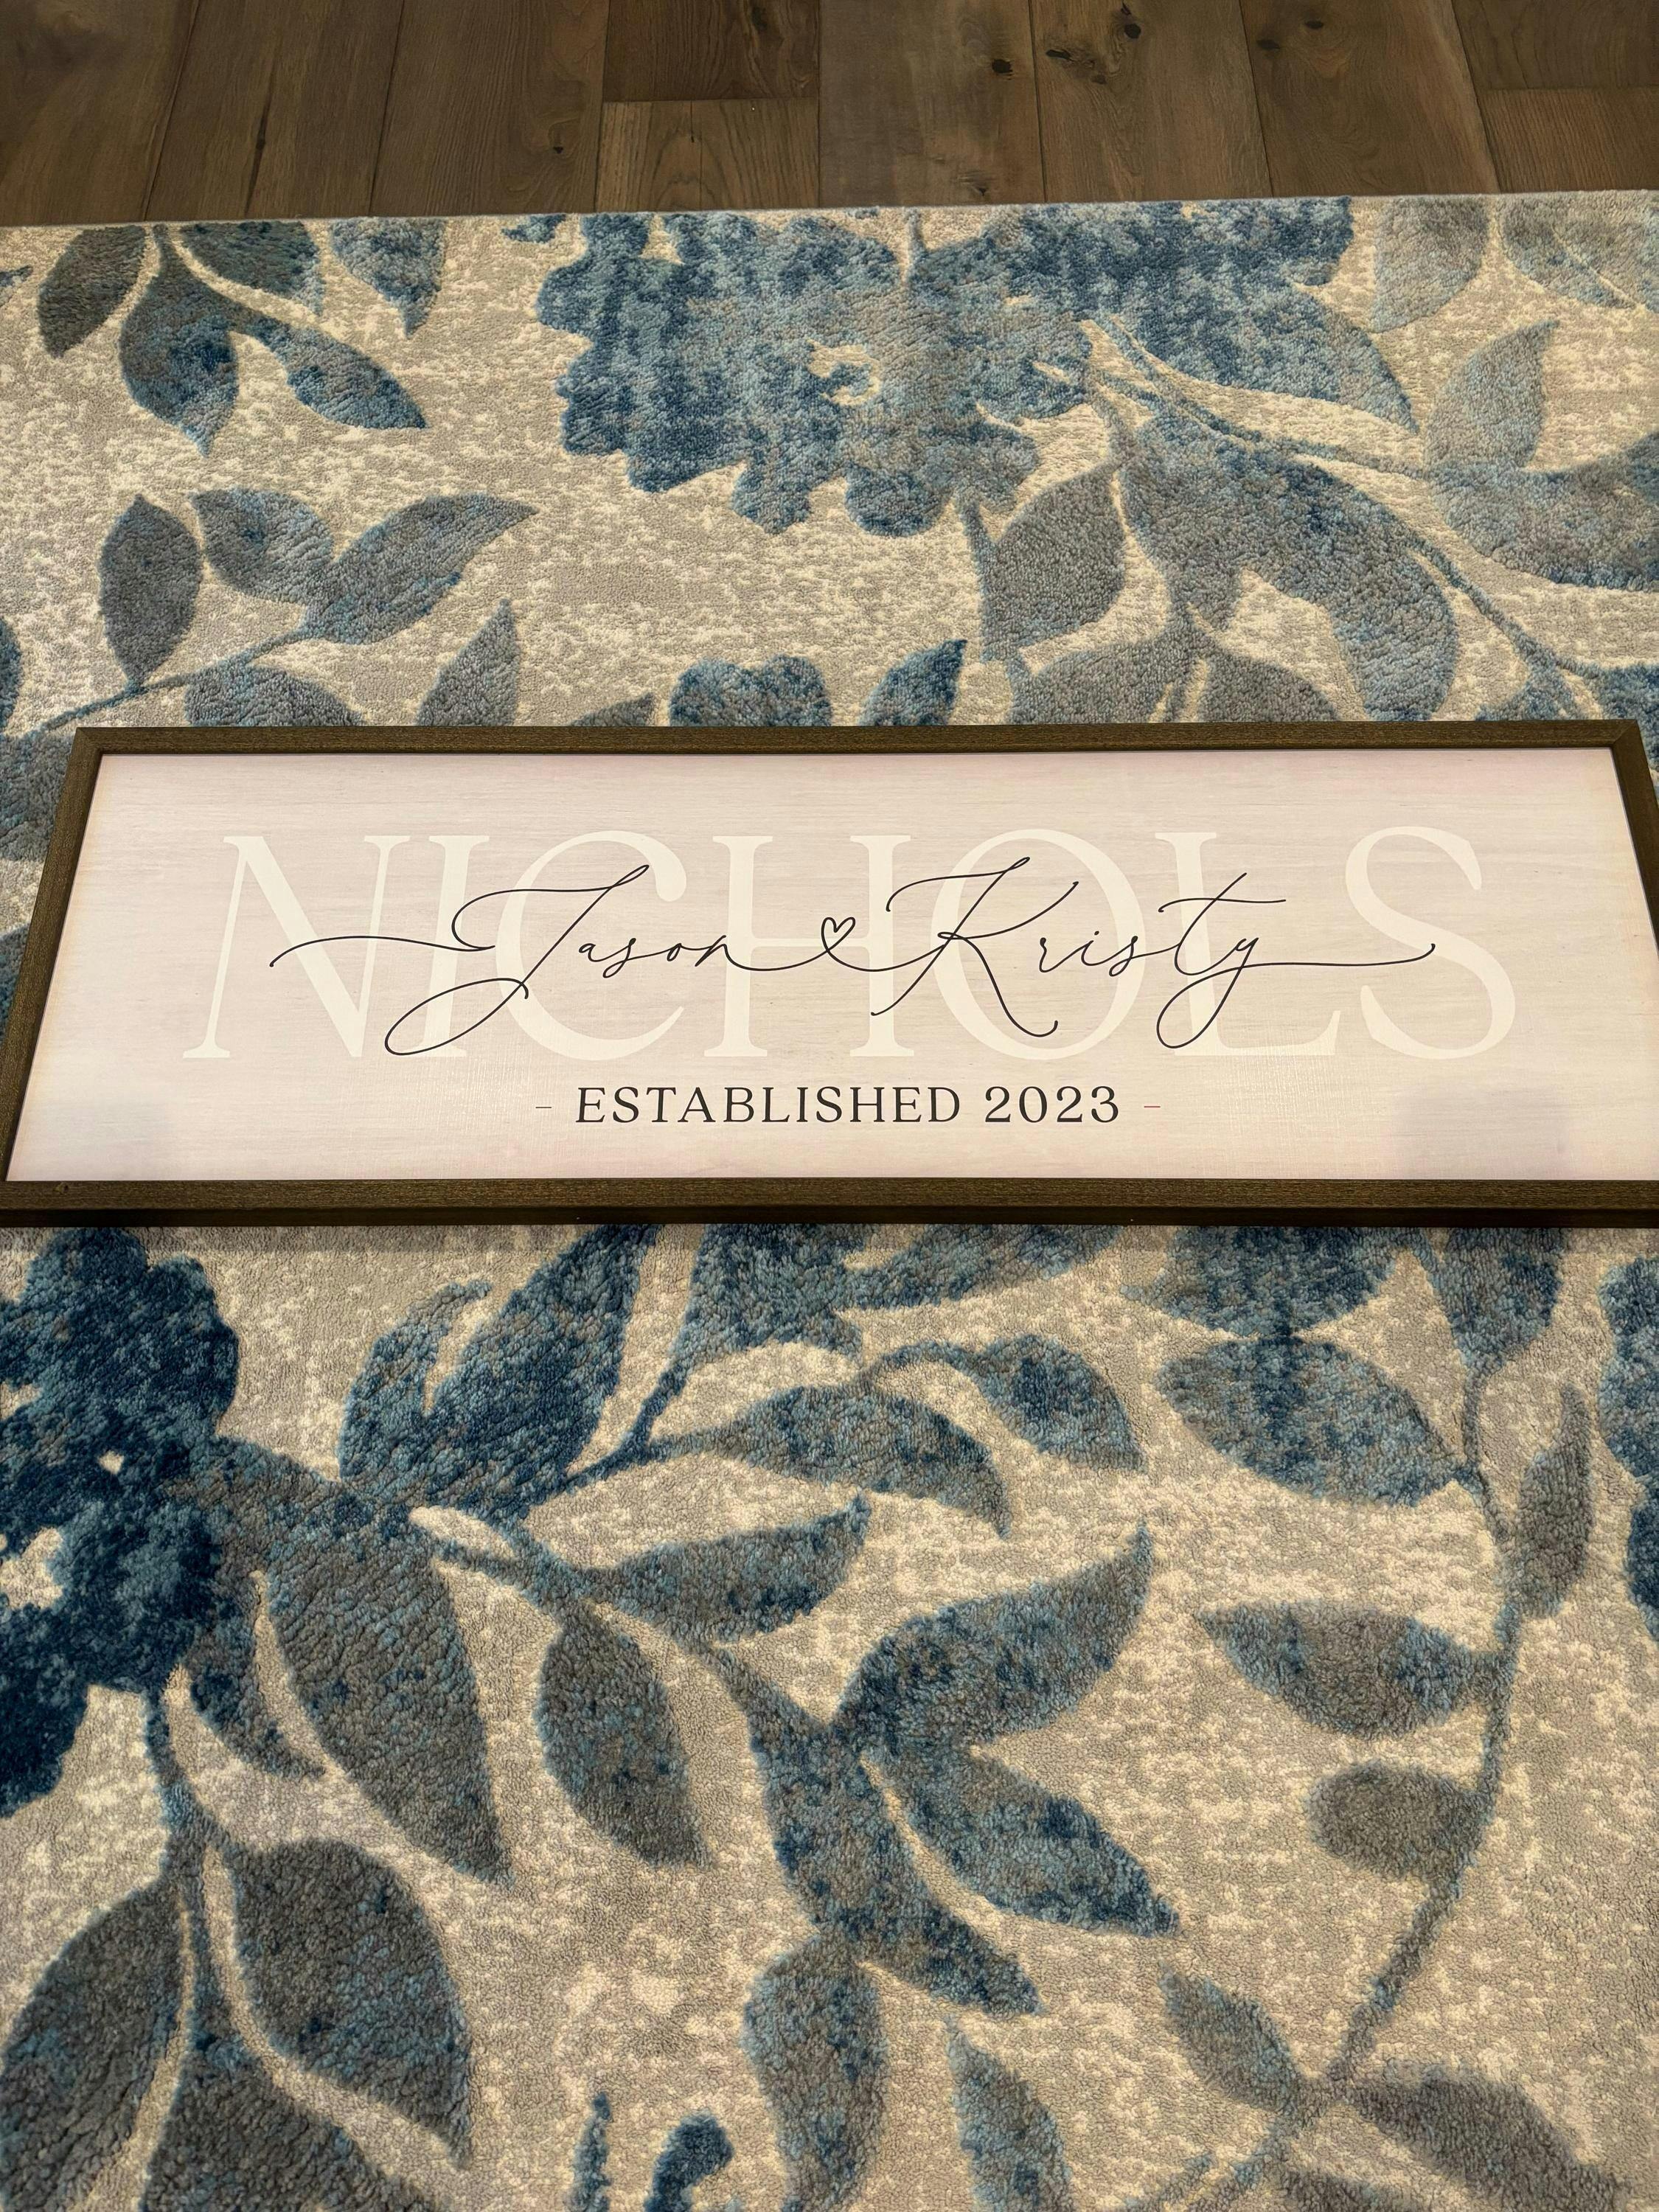 NICHOLS
Jason ♡ Kristy
- ESTABLISHED 2023 -